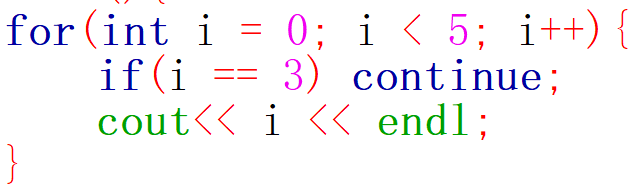 for(int i = 0; i < 5; i++){
    if(i == 3) continue;
    cout<< i << endl;
}